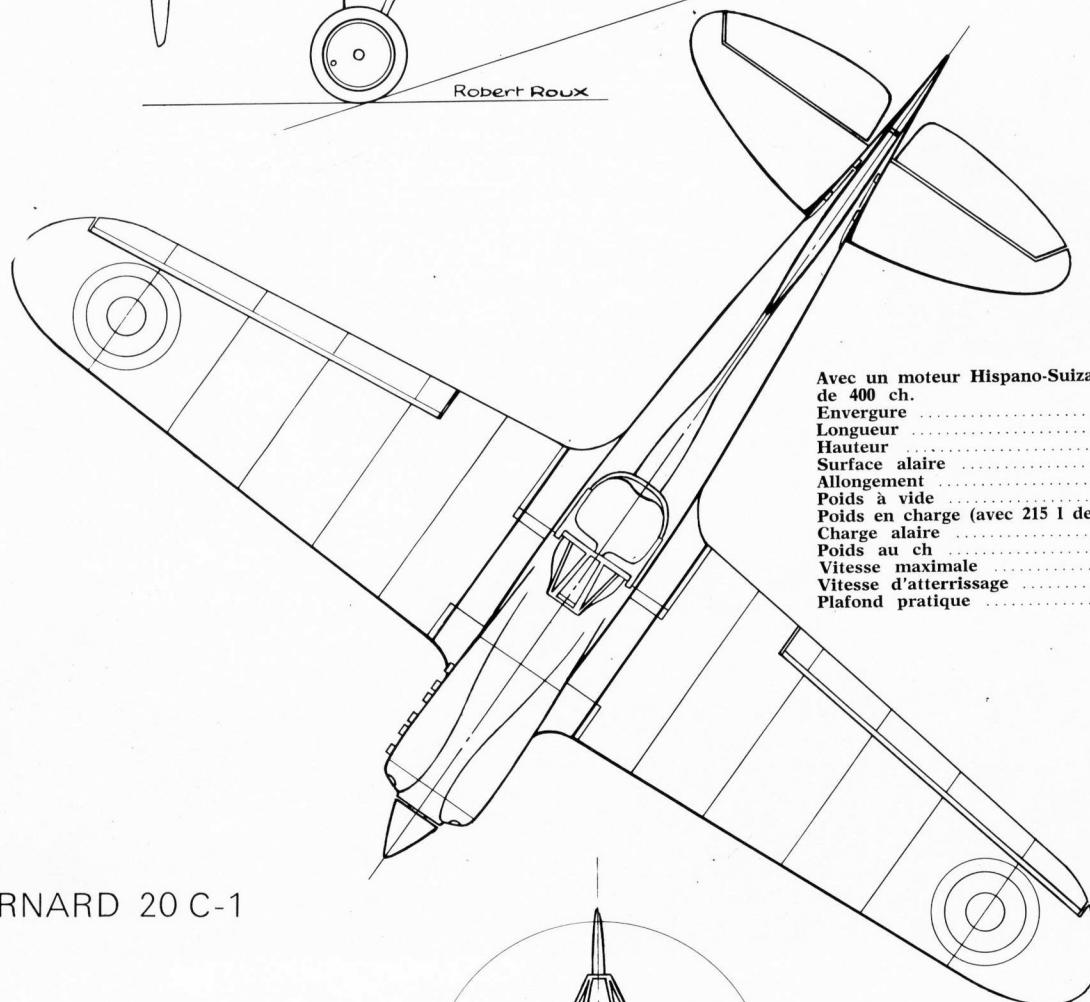 Robert Roux
Avec un moteur Hispano-Suiza
de 400 ch.
Envergure ....................
Longueur ....................
Hauteur ....................
Surface alaire ....................
Allongement ....................
Poids à vide ....................
Poids en charge (avec 215 l de
Charge alaire ....................
Poids au ch ....................
Vitesse maximale ....................
Vitesse d'atterrissage ....................
Plafond pratique ....................
RNARD 20 C-1